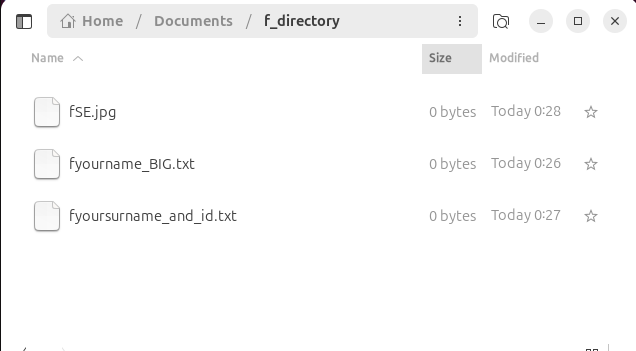 Home / Documents / f_directory
Name Size Modified
fSE.jpg 0 bytes Today 0:28
fyourname_BIG.txt 0 bytes Today 0:26
fyoursurname_and_id.txt 0 bytes Today 0:27